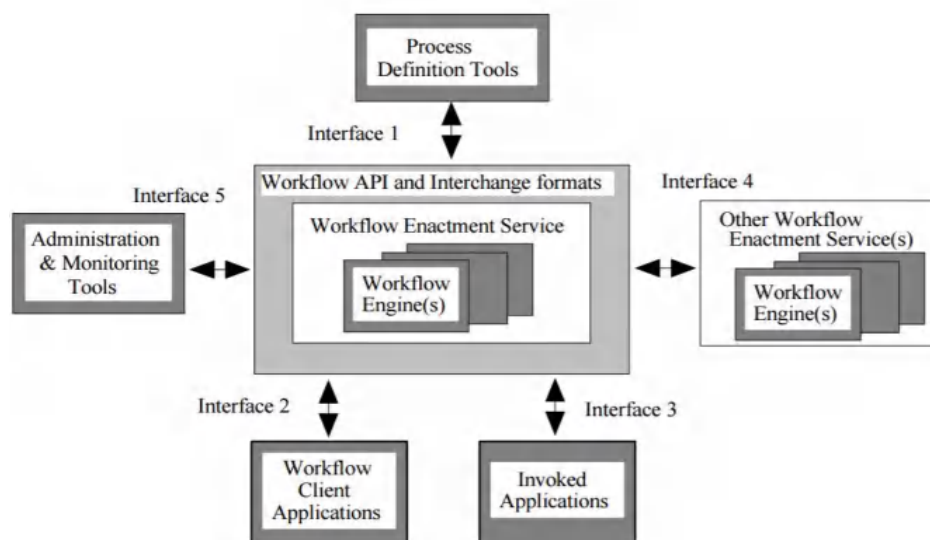 Process
Definition Tools
Interface 1
Workflow API and Interchange formats
Interface 5
Interface 4
Administration
& Monitoring
Tools
Workflow Enactment Service
Workflow
Engine(s)
Other Workflow
Enactment Service(s)
Workflow
Engine(s)
Interface 2
Interface 3
Workflow
Client
Applications
Invoked
Applications